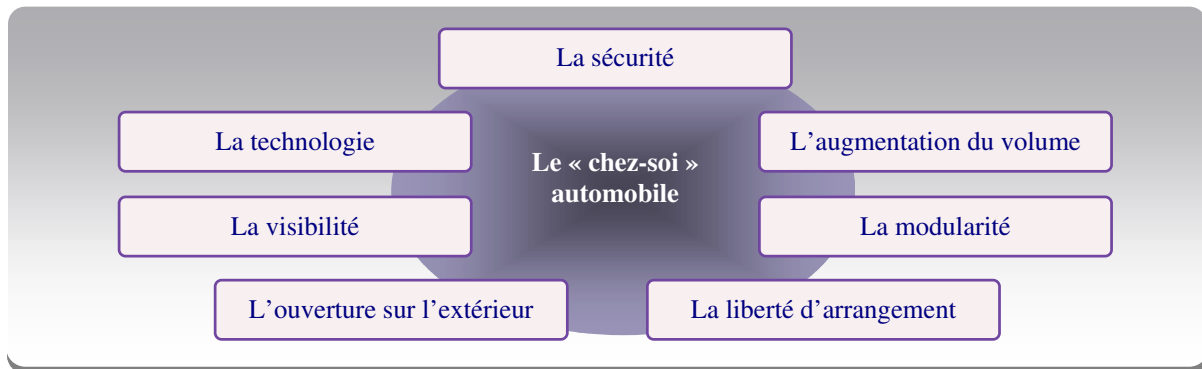 La sécurité
La technologie
L’augmentation du volume
Le « chez-soi »
automobile
La visibilité
La modularité
L’ouverture sur l’extérieur
La liberté d’arrangement